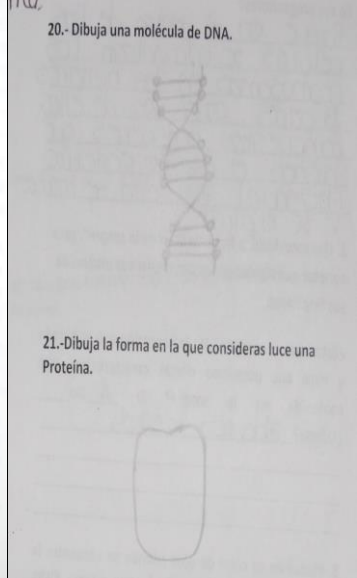 20.- Dibuja una molécula de DNA.
21.-Dibuja la forma en la que consideras luce una
Proteína.